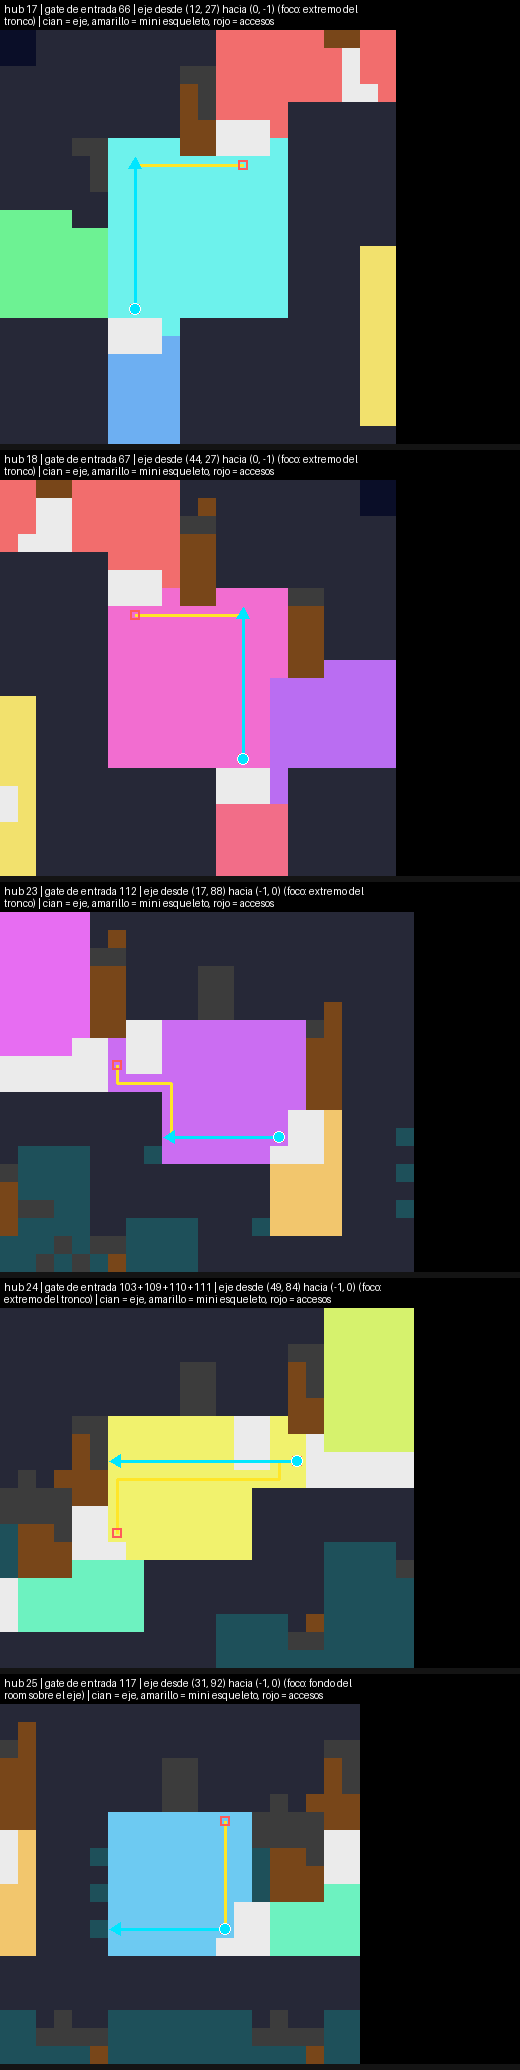 hub 17 | gate de entrada 66 | eje desde (12, 27) hacia (0, -1) (foco: extremo del
tronco) | cian = eje, amarillo = mini esqueleto, rojo = accesos
hub 18 | gate de entrada 67 | eje desde (44, 27) hacia (0, -1) (foco: extremo del
tronco) | cian = eje, amarillo = mini esqueleto, rojo = accesos
hub 23 | gate de entrada 112 | eje desde (17, 88) hacia (-1, 0) (foco: extremo del
tronco) | cian = eje, amarillo = mini esqueleto, rojo = accesos
hub 24 | gate de entrada 103+109+110+111 | eje desde (49, 84) hacia (-1, 0) (foco:
extremo del tronco) | cian = eje, amarillo = mini esqueleto, rojo = accesos
hub 25 | gate de entrada 117 | eje desde (31, 92) hacia (-1, 0) (foco: fondo del
room sobre el eje) | cian = eje, amarillo = mini esqueleto, rojo = accesos